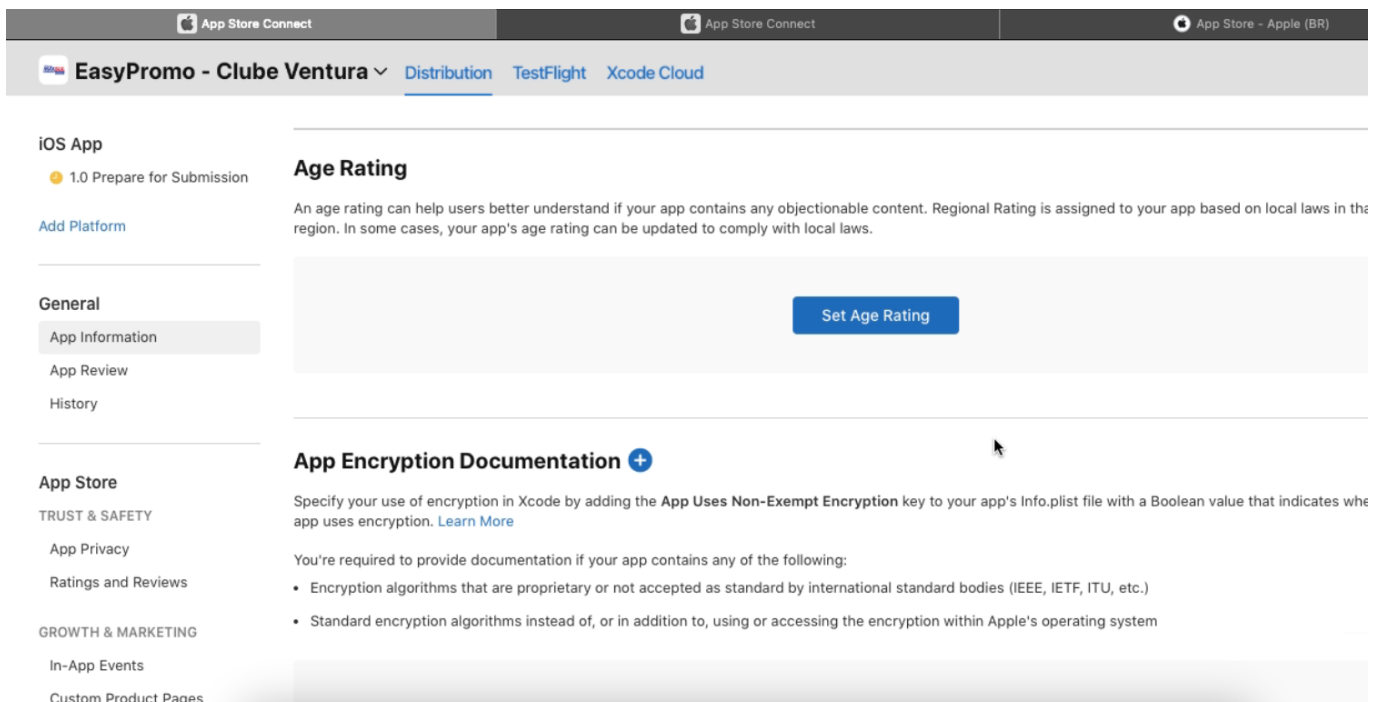 App Store Connect
App Store Connect
App Store - Apple (BR)
EasyPromo - Clube Ventura
Distribution
TestFlight
Xcode Cloud
iOS App
1.0 Prepare for Submission
Add Platform
General
App Information
App Review
History
App Store
TRUST & SAFETY
App Privacy
Ratings and Reviews
GROWTH & MARKETING
In-App Events
Custom Product Pages
Age Rating
An age rating can help users better understand if your app contains any objectionable content. Regional Rating is assigned to your app based on local laws in
region. In some cases, your app's age rating can be updated to comply with local laws.
Set Age Rating
App Encryption Documentation
Specify your use of encryption in Xcode by adding the App Uses Non-Exempt Encryption key to your app's Info.plist file with a Boolean value that indicates
app uses encryption. Learn More
You're required to provide documentation if your app contains any of the following:
• Encryption algorithms that are proprietary or not accepted as standard by international standard bodies (IEEE, IETF, ITU, etc.)
• Standard encryption algorithms instead of, or in addition to, using or accessing the encryption within Apple's operating system